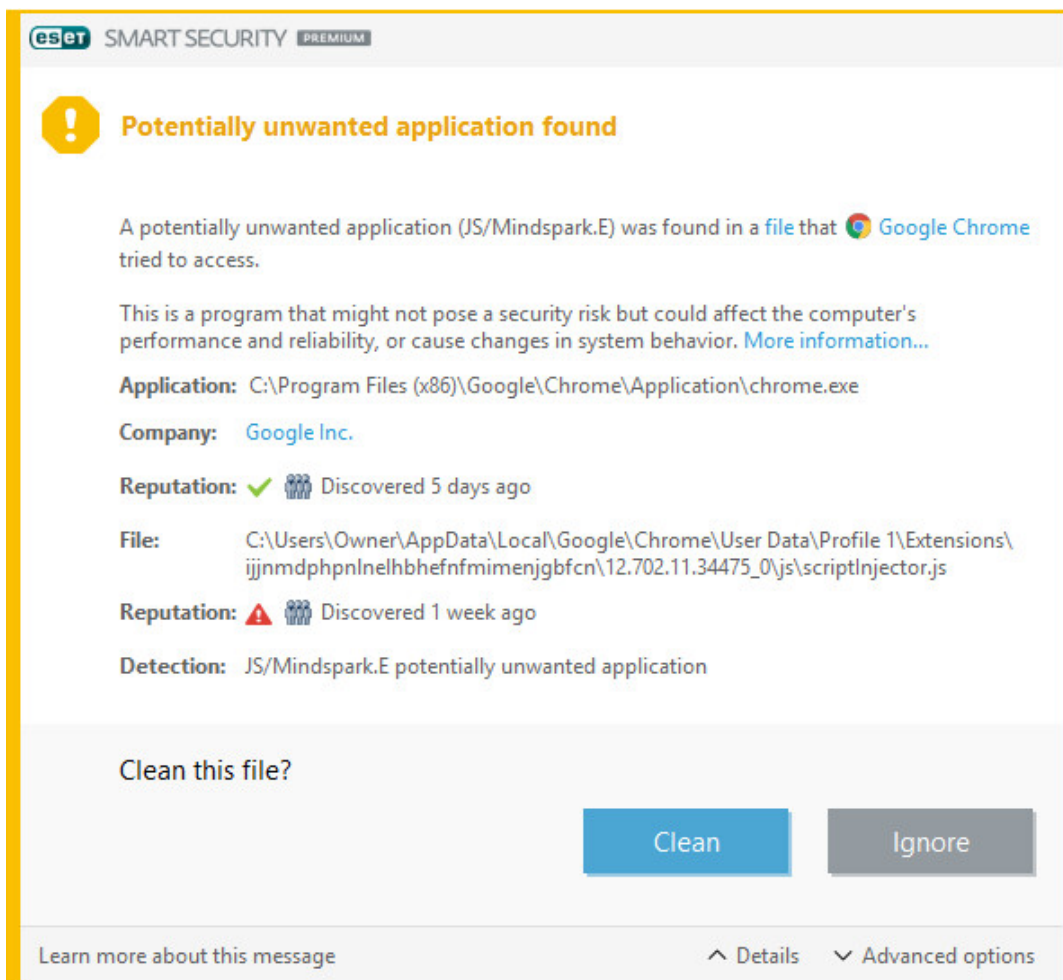 eset SMART SECURITY PREMIUM
Potentially unwanted application found
A potentially unwanted application (JS/Mindspark.E) was found in a file that Google Chrome
tried to access.
This is a program that might not pose a security risk but could affect the computer's
performance and reliability, or cause changes in system behavior. More information...
Application: C:\Program Files (x86)\Google\Chrome\Application\chrome.exe
Company: Google Inc.
Reputation: Discovered 5 days ago
File: C:\Users\Owner\AppData\Local\Google\Chrome\User Data\Profile 1\Extensions\
ijjnmdphpnlnelhbhefnfmimenjgbfcn\12.702.11.34475_0\js\scriptInjector.js
Reputation: Discovered 1 week ago
Detection: JS/Mindspark.E potentially unwanted application
Clean this file?
Clean Ignore
Learn more about this message Details Advanced options